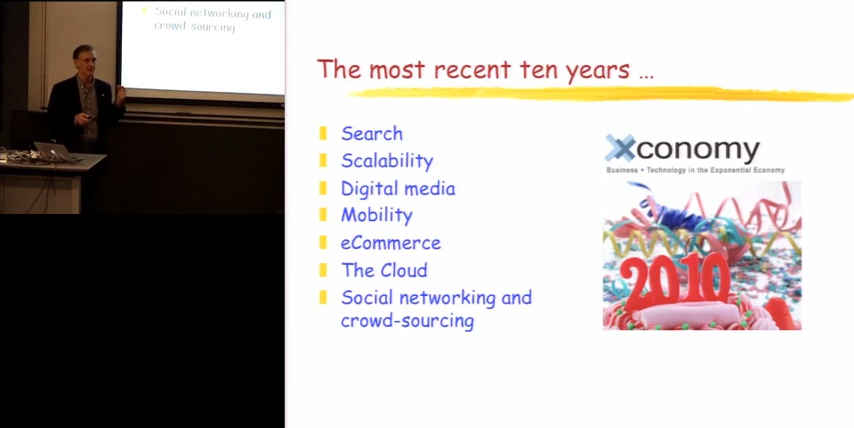 Social networking and
crowd-sourcing
The most recent ten years ...
Search
Scalability
Digital media
Mobility
eCommerce
The Cloud
Social networking and
crowd-sourcing
xconomy
Business + Technology in the Exponential Economy
2010